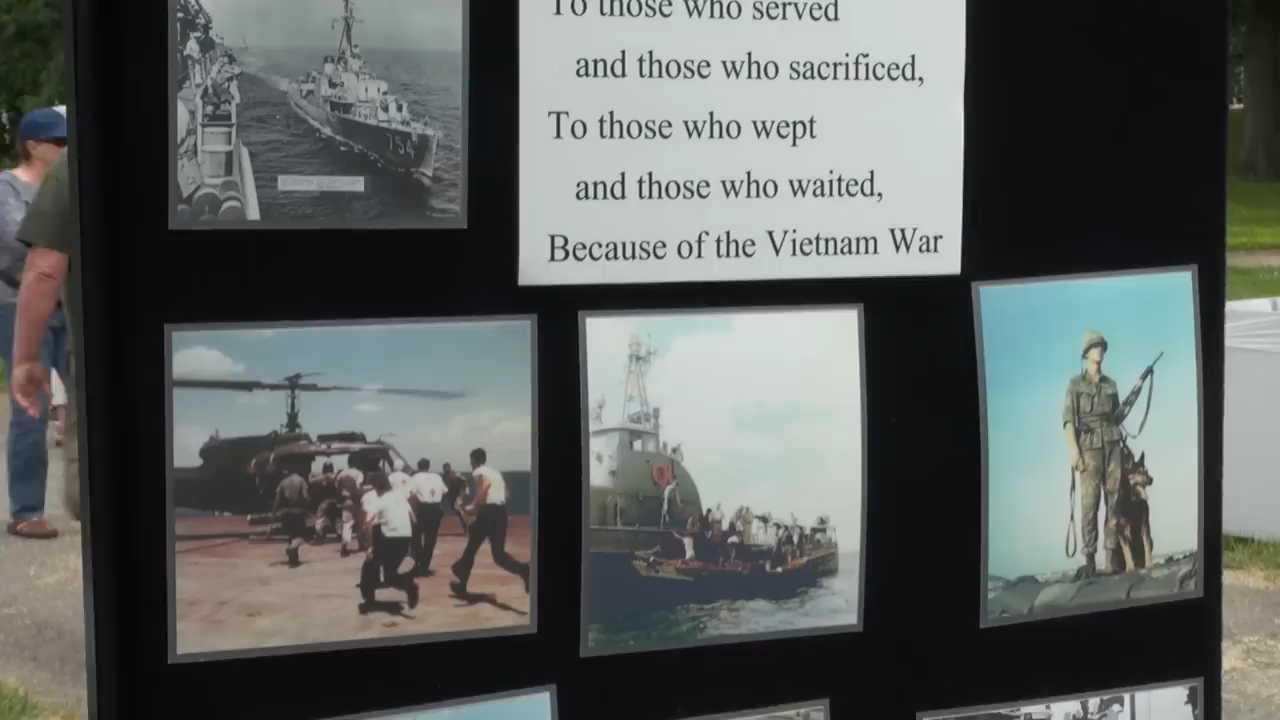 To those who served
and those who sacrificed,
To those who wept
and those who waited,
Because of the Vietnam War
754